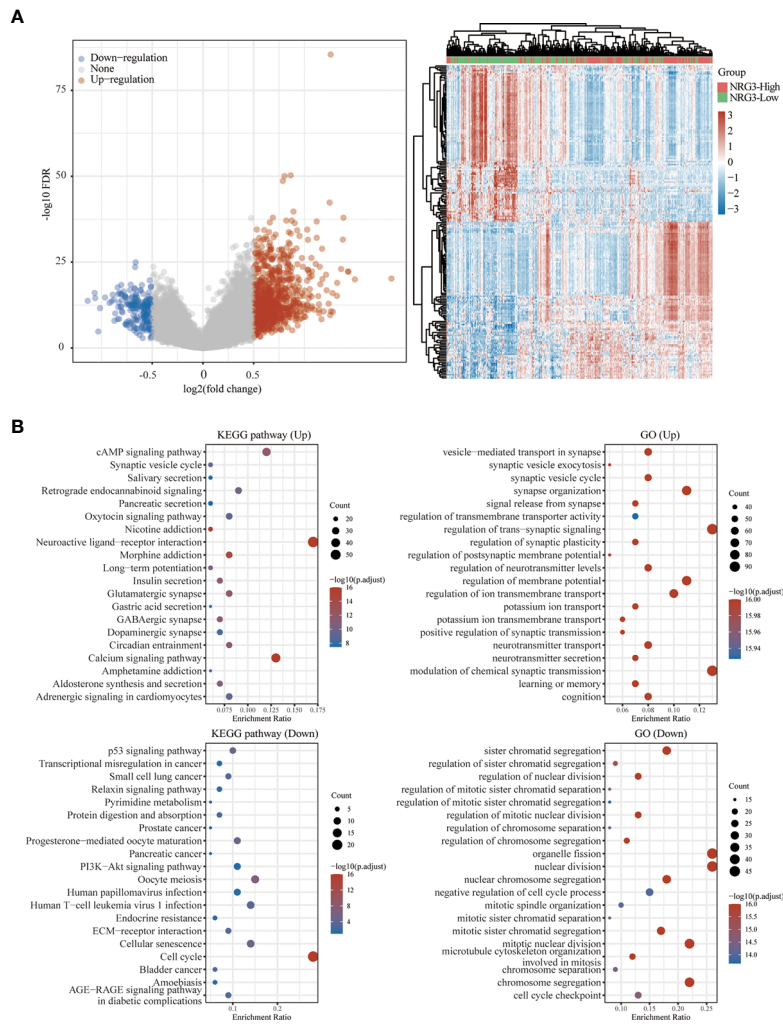 A
Down−regulation
None
Up−regulation
75
50
25
0
-log10 FDR
-0.5
0.0
0.5
log2(fold change)
Group
NRG3-High
NRG3-Low
3
2
1
0
−1
−2
−3
B
KEGG pathway (Up)
cAMP signaling pathway
Synaptic vesicle cycle
Salivary secretion
Retrograde endocannabinoid signaling
Pancreatic secretion
Oxytocin signaling pathway
Nicotine addiction
Neuroactive ligand−receptor interaction
Morphine addiction
Long−term potentiation
Insulin secretion
Glutamatergic synapse
Gastric acid secretion
GABAergic synapse
Dopaminergic synapse
Circadian entrainment
Calcium signaling pathway
Amphetamine addiction
Aldosterone synthesis and secretion
Adrenergic signaling in cardiomyocytes
0.075
0.100
0.125
0.150
0.175
Enrichment Ratio
Count
20
30
40
50
−log10(p.adjust)
16
14
12
10
8
GO (Up)
vesicle−mediated transport in synapse
synaptic vesicle exocytosis
synaptic vesicle cycle
synapse organization
signal release from synapse
regulation of transmembrane transporter activity
regulation of trans−synaptic signaling
regulation of synaptic plasticity
regulation of postsynaptic membrane potential
regulation of neurotransmitter levels
regulation of membrane potential
regulation of ion transmembrane transport
potassium ion transport
potassium ion transmembrane transport
positive regulation of synaptic transmission
neurotransmitter transport
neurotransmitter secretion
modulation of chemical synaptic transmission
learning or memory
cognition
0.06
0.08
0.10
0.12
Enrichment Ratio
Count
40
50
60
70
80
90
−log10(p.adjust)
16.00
15.98
15.96
15.94
KEGG pathway (Down)
p53 signaling pathway
Transcriptional misregulation in cancer
Small cell lung cancer
Relaxin signaling pathway
Pyrimidine metabolism
Protein digestion and absorption
Prostate cancer
Progesterone−mediated oocyte maturation
Pancreatic cancer
PI3K−Akt signaling pathway
Oocyte meiosis
Human papillomavirus infection
Human T−cell leukemia virus 1 infection
Endocrine resistance
ECM−receptor interaction
Cellular senescence
Cell cycle
Bladder cancer
Amoebiasis
AGE−RAGE signaling pathway
in diabetic complications
0.1
0.2
Enrichment Ratio
Count
5
10
15
20
−log10(p.adjust)
16
12
8
4
GO (Down)
sister chromatid segregation
regulation of sister chromatid segregation
regulation of nuclear division
regulation of mitotic sister chromatid separation
regulation of mitotic sister chromatid segregation
regulation of mitotic nuclear division
regulation of chromosome separation
regulation of chromosome segregation
organelle fission
nuclear division
nuclear chromosome segregation
negative regulation of cell cycle process
mitotic spindle organization
mitotic sister chromatid separation
mitotic sister chromatid segregation
mitotic nuclear division
microtubule cytoskeleton organization
involved in mitosis
chromosome separation
chromosome segregation
cell cycle checkpoint
0.10
0.15
0.20
0.25
Enrichment Ratio
Count
15
20
25
30
35
40
45
−log10(p.adjust)
16.0
15.5
15.0
14.5
14.0